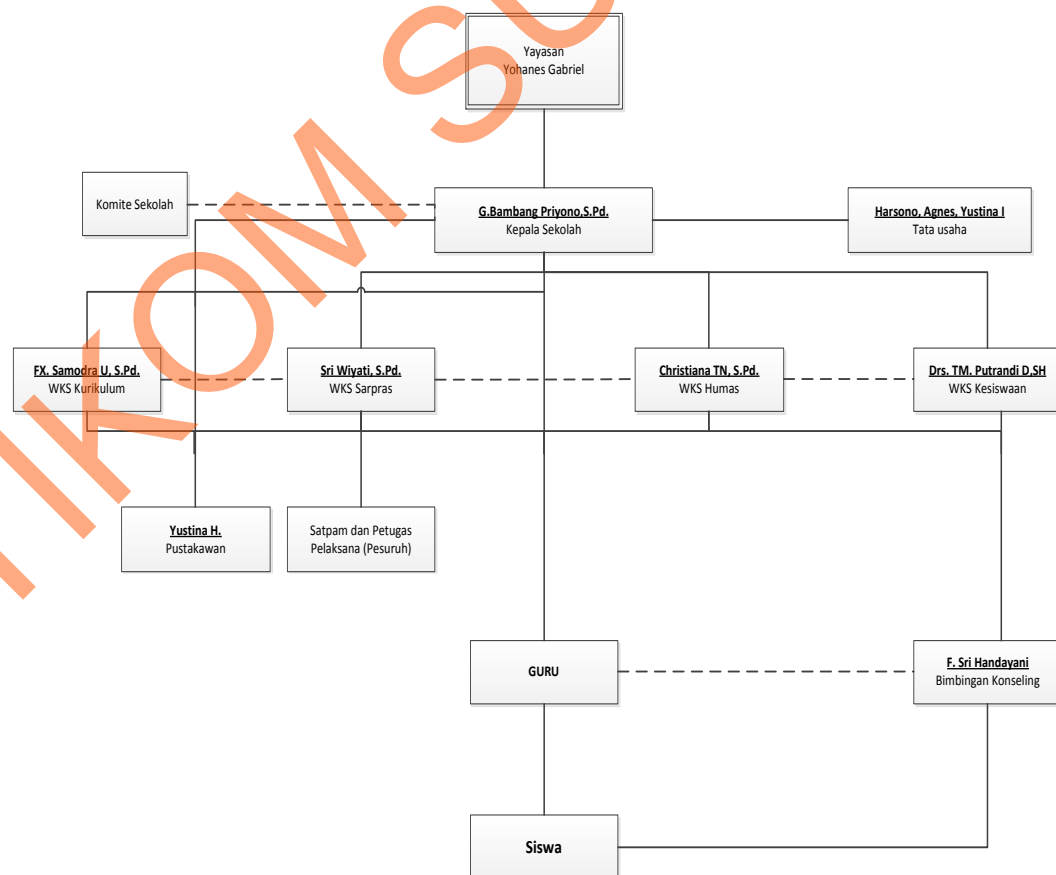 Yayasan
Yohanes Gabriel
Komite Sekolah
G.Bambang Priyono,S.Pd.
Kepala Sekolah
Harsono, Agnes, Yustina I
Tata usaha
FX. Samodra U, S.Pd.
WKS Kurikulum
Sri Wiyati, S.Pd.
WKS Sarpras
Christiana TN, S.Pd.
WKS Humas
Drs. TM. Putrandi D,SH
WKS Kesiswaan
Yustina H.
Pustakawan
Satpam dan Petugas
Pelaksana (Pesuruh)
GURU
F. Sri Handayani
Bimbingan Konseling
Siswa
IKOM